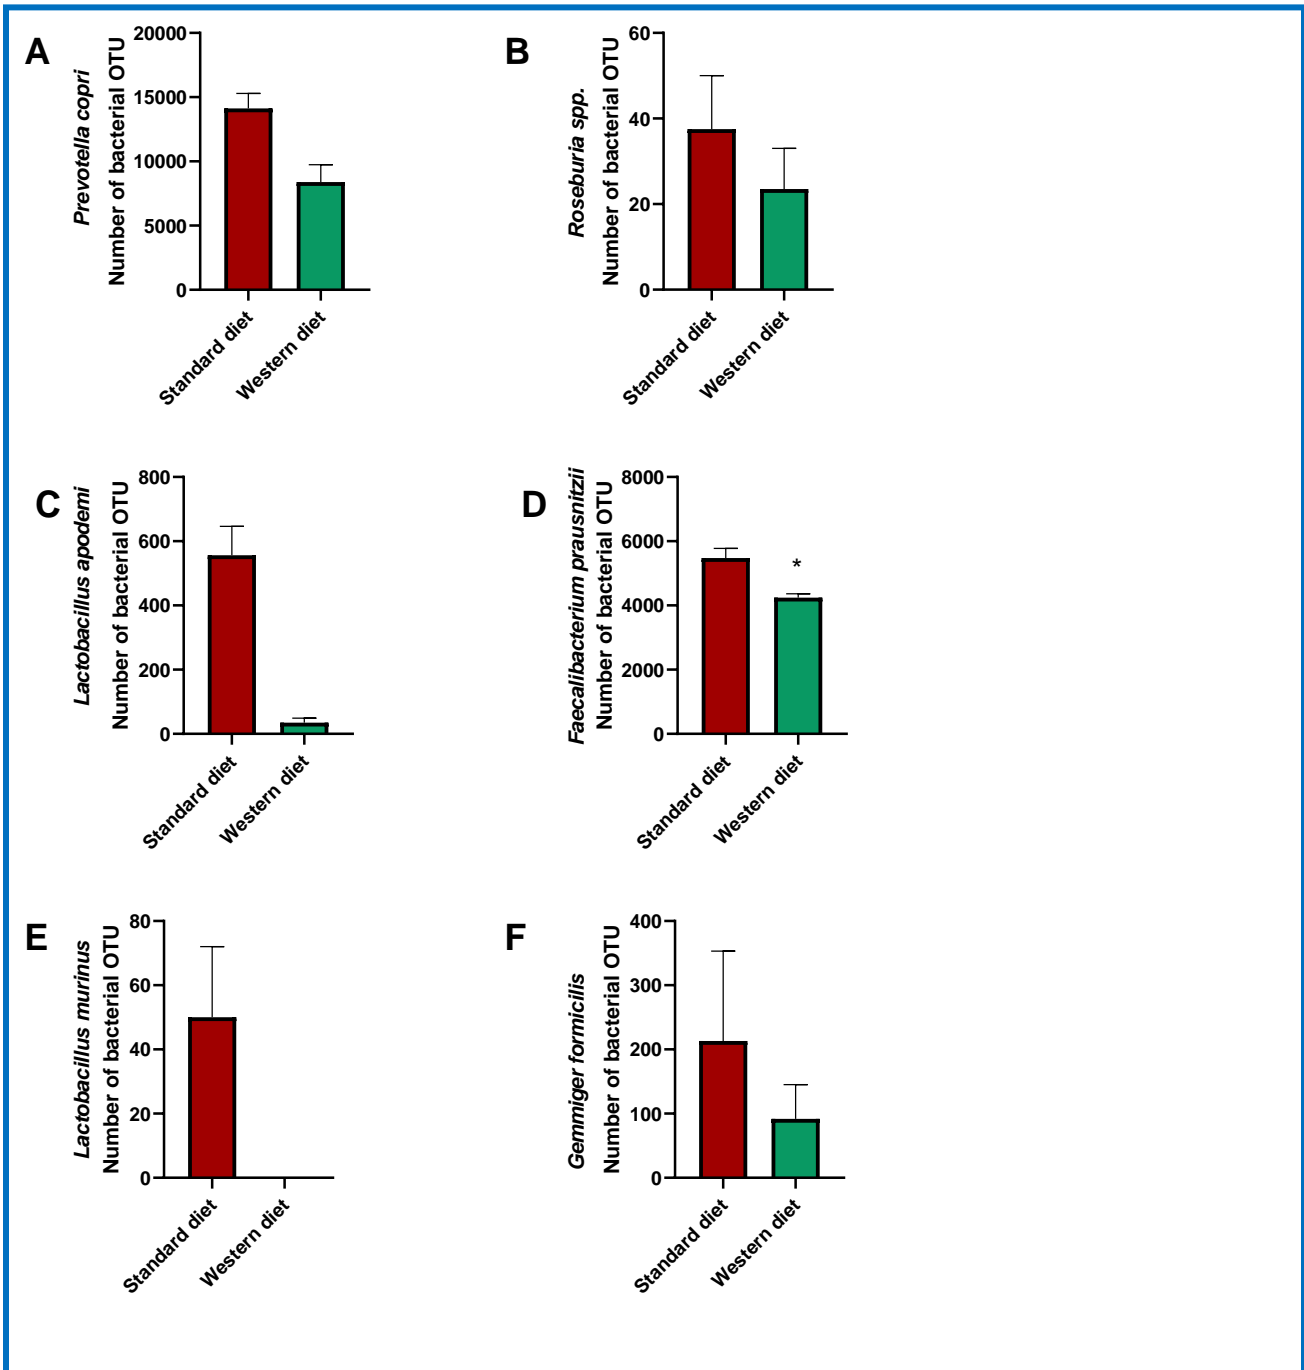 A
Prevotella copri
Number of bacterial OTU
20000
15000
10000
5000
0
Standard diet
Western diet
B
Roseburia spp.
Number of bacterial OTU
60
40
20
0
Standard diet
Western diet
C
Lactobacillus apodemi
Number of bacterial OTU
800
600
400
200
0
Standard diet
Western diet
D
Faecalibacterium prausnitzii
Number of bacterial OTU
8000
6000
4000
2000
0
*
Standard diet
Western diet
E
Lactobacillus murinus
Number of bacterial OTU
80
60
40
20
0
Standard diet
Western diet
F
Gemmiger formicilis
Number of bacterial OTU
400
300
200
100
0
Standard diet
Western diet